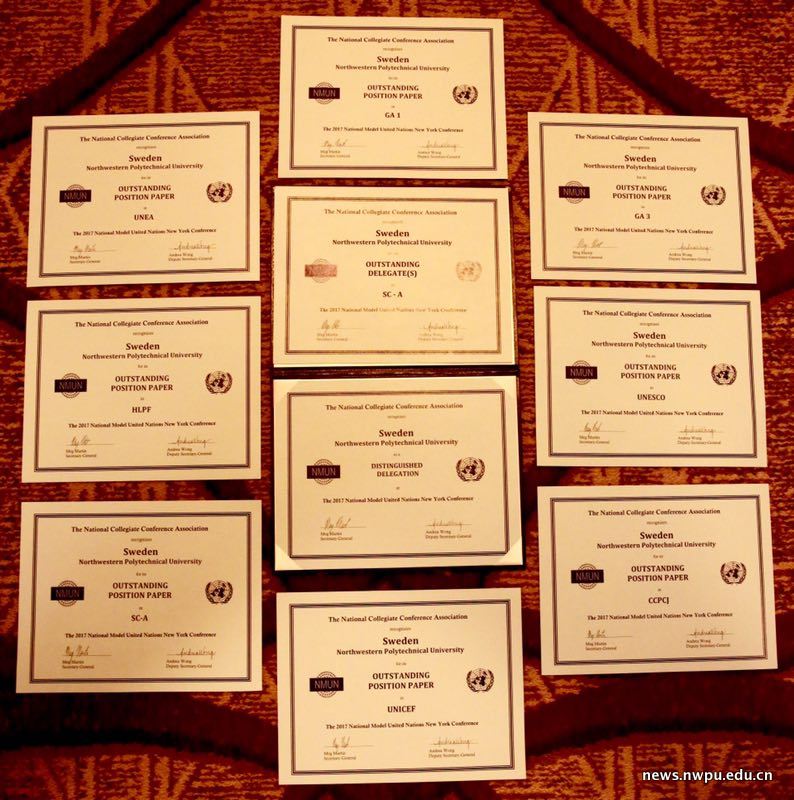 The National Collegiate Conference Association
recognizes
Sweden
Northwestern Polytechnical University
for its
OUTSTANDING
POSITION PAPER
in
GA 1
The 2017 National Model United Nations New York Conference
NMUN
Meg Martin
Secretary General
Andrea Wong
Deputy Secretary General
The National Collegiate Conference Association
recognizes
Sweden
Northwestern Polytechnical University
for its
OUTSTANDING
POSITION PAPER
in
UNEA
The 2017 National Model United Nations New York Conference
NMUN
Meg Martin
Secretary General
Andrea Wong
Deputy Secretary General
The National Collegiate Conference Association
recognizes
Sweden
Northwestern Polytechnical University
OUTSTANDING
DELEGATE(S)
in
SC - A
The 2017 National Model United Nations New York Conference
NMUN
Meg Martin
Secretary General
Andrea Wong
Deputy Secretary General
The National Collegiate Conference Association
recognizes
Sweden
Northwestern Polytechnical University
for its
OUTSTANDING
POSITION PAPER
in
GA 3
The 2017 National Model United Nations New York Conference
NMUN
Meg Martin
Secretary General
Andrea Wong
Deputy Secretary General
The National Collegiate Conference Association
recognizes
Sweden
Northwestern Polytechnical University
for its
OUTSTANDING
POSITION PAPER
in
HLPF
The 2017 National Model United Nations New York Conference
NMUN
Meg Martin
Secretary General
Andrea Wong
Deputy Secretary General
The National Collegiate Conference Association
recognizes
Sweden
Northwestern Polytechnical University
as a
DISTINGUISHED
DELEGATION
at
The 2017 National Model United Nations New York Conference
NMUN
Meg Martin
Secretary General
Andrea Wong
Deputy Secretary General
The National Collegiate Conference Association
recognizes
Sweden
Northwestern Polytechnical University
for its
OUTSTANDING
POSITION PAPER
in
UNESCO
The 2017 National Model United Nations New York Conference
NMUN
Meg Martin
Secretary General
Andrea Wong
Deputy Secretary General
The National Collegiate Conference Association
recognizes
Sweden
Northwestern Polytechnical University
for its
OUTSTANDING
POSITION PAPER
in
SC-A
The 2017 National Model United Nations New York Conference
NMUN
Meg Martin
Secretary General
Andrea Wong
Deputy Secretary General
The National Collegiate Conference Association
recognizes
Sweden
Northwestern Polytechnical University
for its
OUTSTANDING
POSITION PAPER
in
UNICEF
The 2017 National Model United Nations New York Conference
NMUN
Meg Martin
Secretary General
Andrea Wong
Deputy Secretary General
The National Collegiate Conference Association
recognizes
Sweden
Northwestern Polytechnical University
for its
OUTSTANDING
POSITION PAPER
in
CCPCJ
The 2017 National Model United Nations New York Conference
NMUN
Meg Martin
Secretary General
Andrea Wong
Deputy Secretary General
news.nwpu.edu.cn